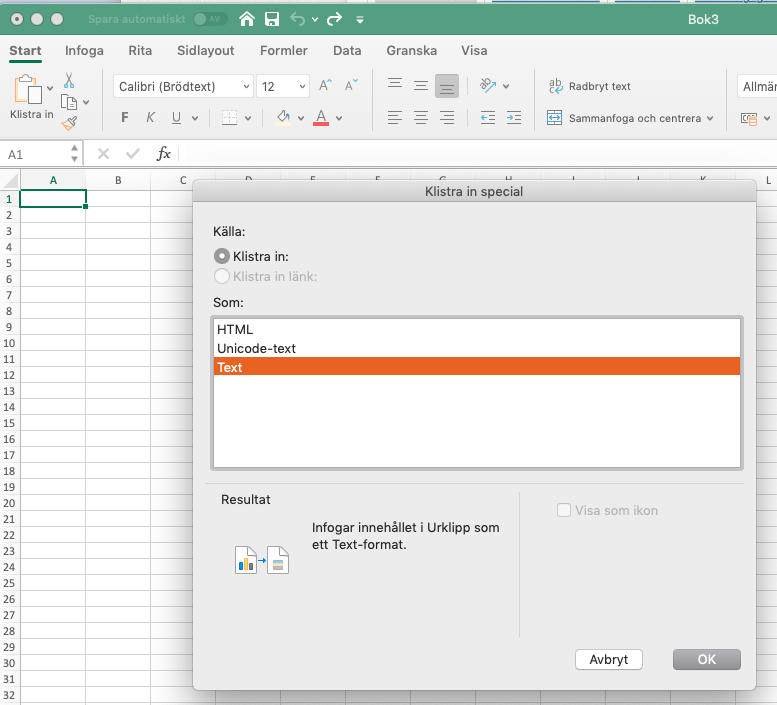 Spara automatiskt AV Bok3
Start Infoga Rita Sidlayout Formler Data Granska Visa
Klistra in
Calibri (Brödtext) 12 A A
ab Radbryt text
Allmär
F K U A
Sammanfoga och centrera
A1 fx
A B C L
1
2
3
4
5
6
7
8
9
10
11
12
13
14
15
16
17
18
19
20
21
22
23
24
25
26
27
28
29
30
31
32
Klistra in special
Källa:
Klistra in:
Klistra in länk:
Som:
HTML
Unicode-text
Text
Resultat
Infogar innehållet i Urklipp som
ett Text-format.
Visa som ikon
Avbryt OK